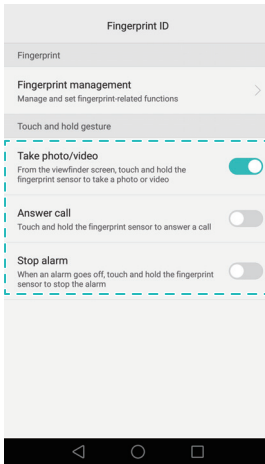 Fingerprint ID
Fingerprint
Fingerprint management
Manage and set fingerprint-related functions
Touch and hold gesture
Take photo/video
From the viewfinder screen, touch and hold the
fingerprint sensor to take a photo or video
Answer call
Touch and hold the fingerprint sensor to answer a call
Stop alarm
When an alarm goes off, touch and hold the fingerprint
sensor to stop the alarm